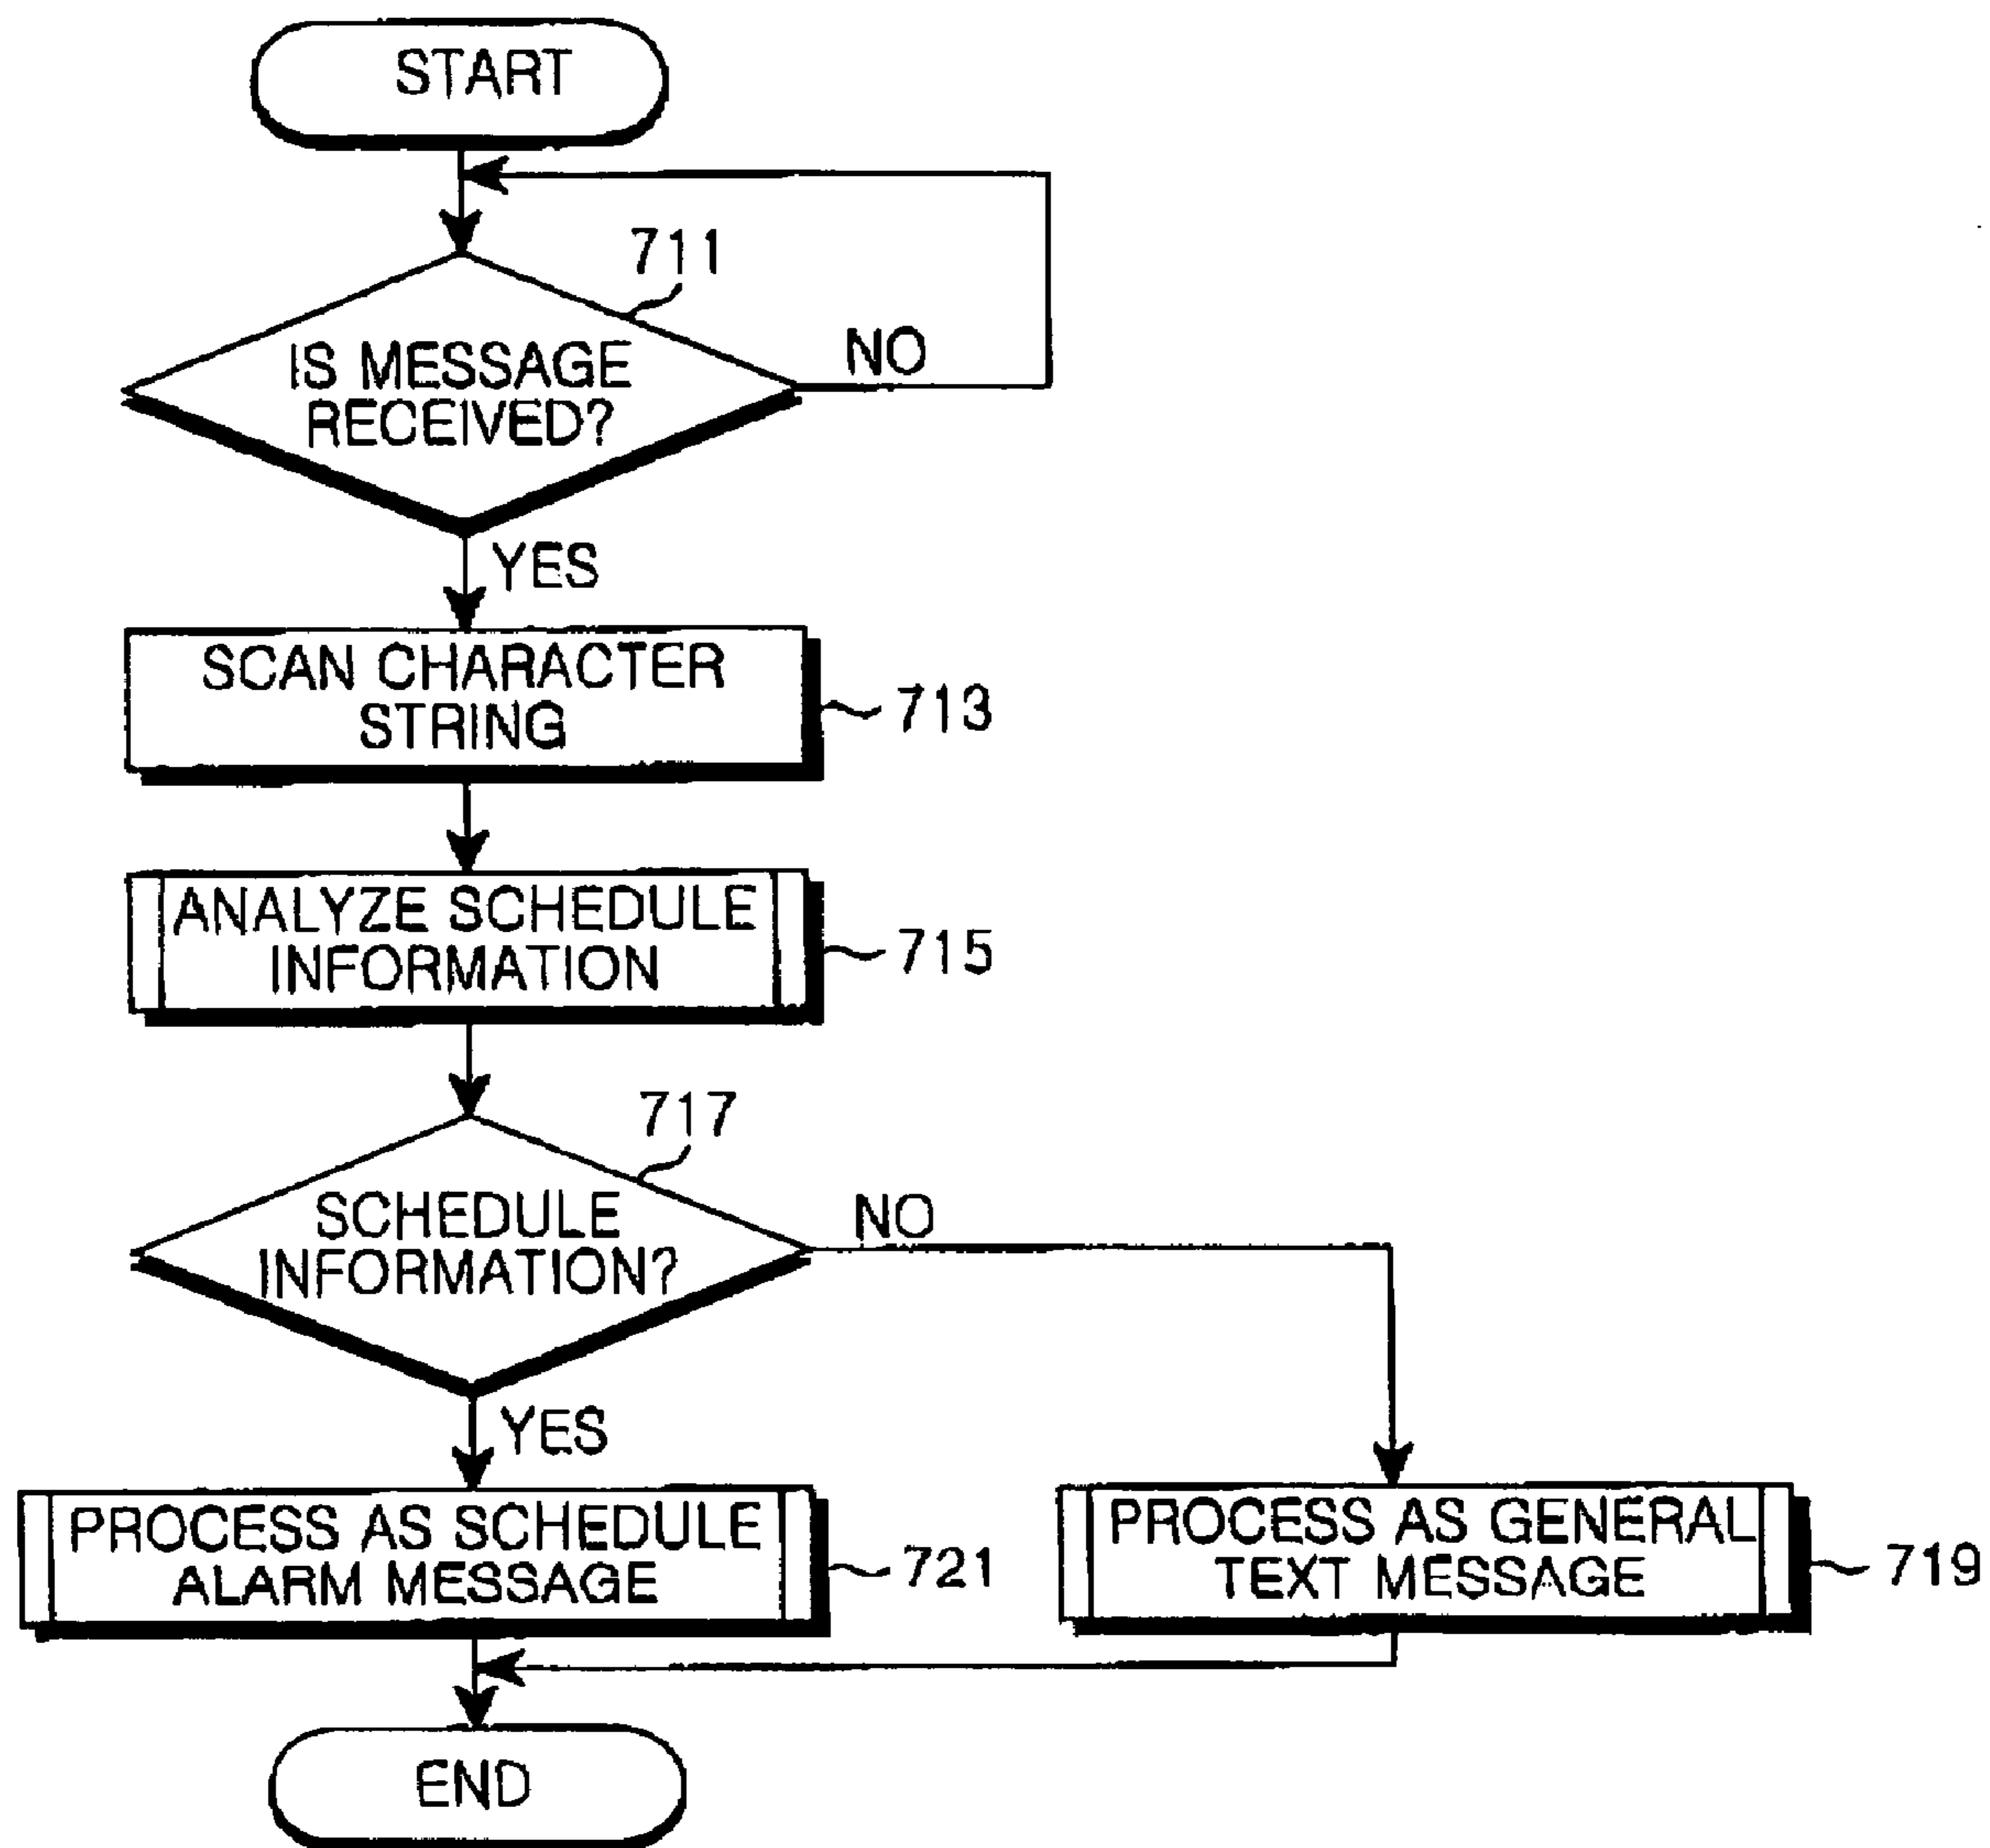 START
711
IS MESSAGE
RECEIVED?
NO
YES
SCAN CHARACTER
STRING
713
ANALYZE SCHEDULE
INFORMATION
715
717
SCHEDULE
INFORMATION?
NO
YES
PROCESS AS SCHEDULE
ALARM MESSAGE
721
PROCESS AS GENERAL
TEXT MESSAGE
719
END